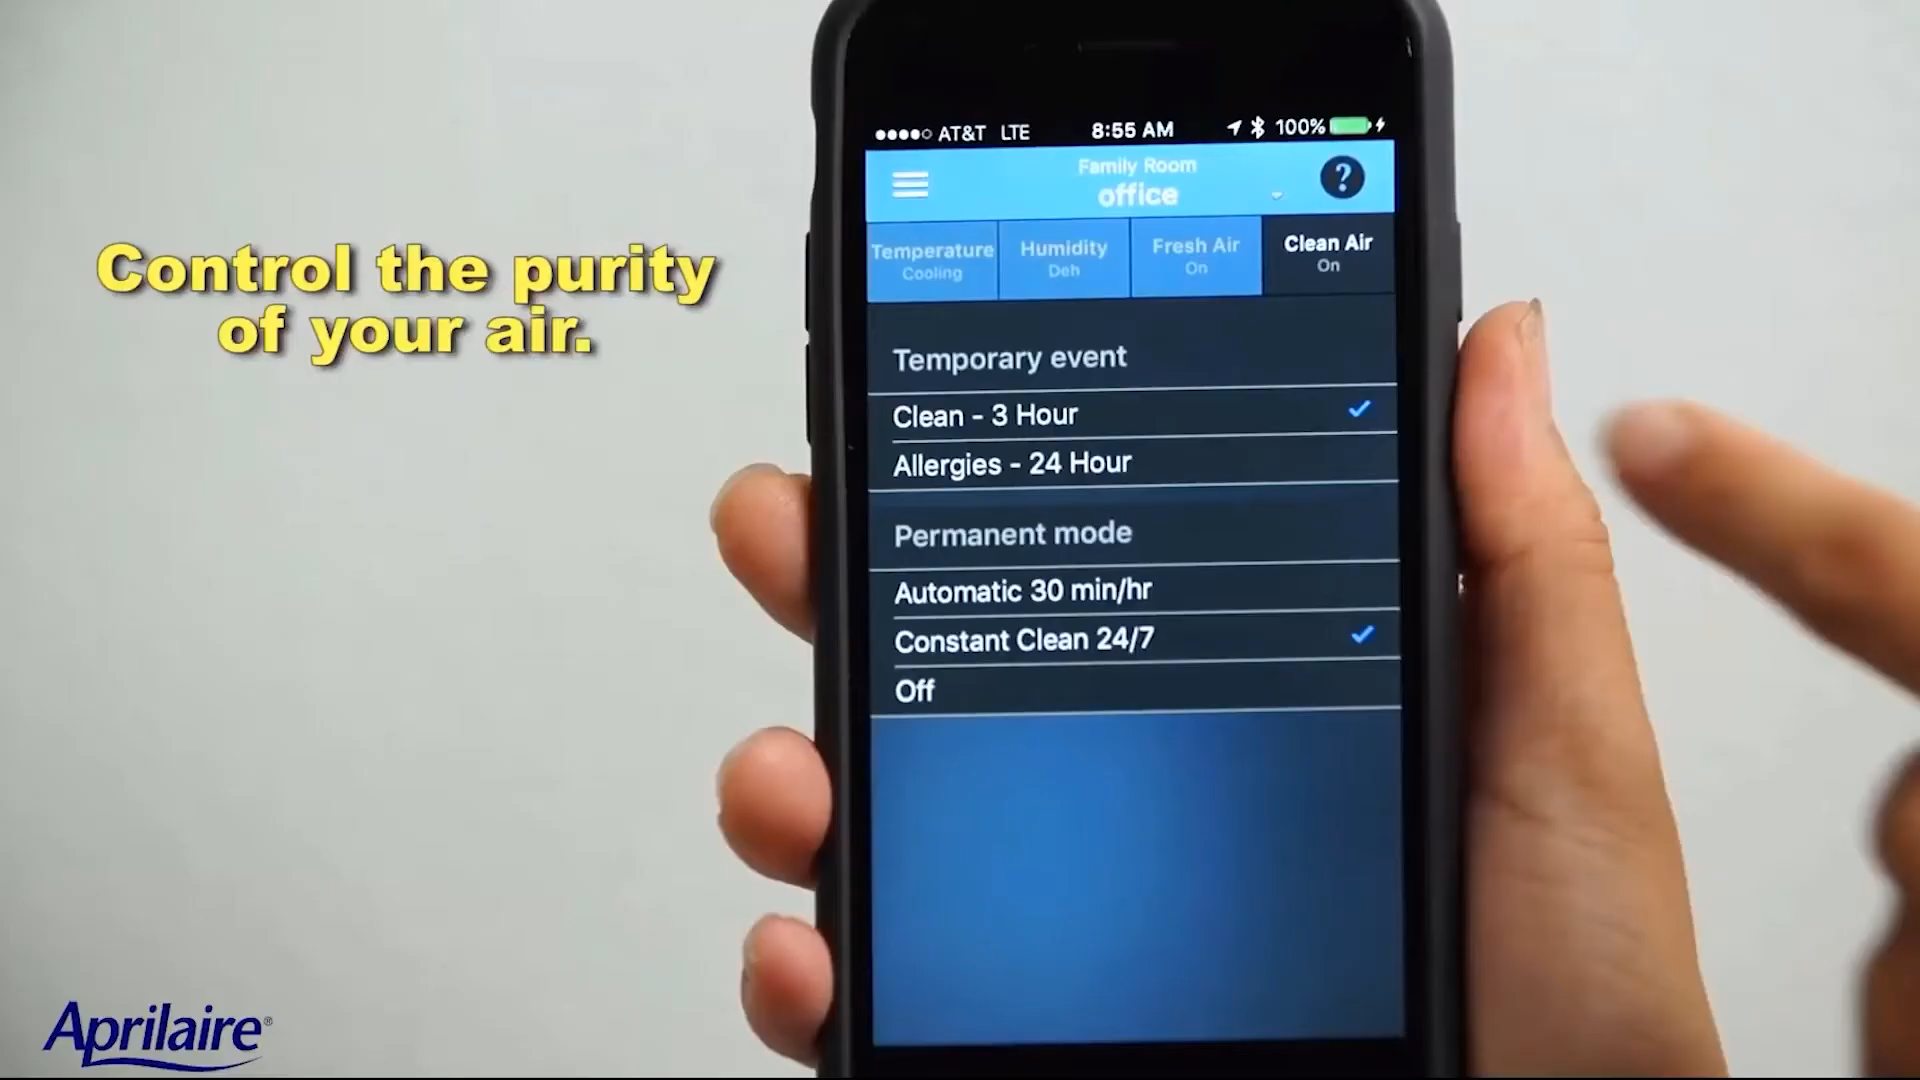 Control the purity
of your air.
AT&T LTE 8:55 AM 100%
Family Room
office
?
Temperature Humidity Fresh Air Clean Air
Cooling Deh On On
Temporary event
Clean - 3 Hour
Allergies - 24 Hour
Permanent mode
Automatic 30 min/hr
Constant Clean 24/7
Off
Aprilaire®